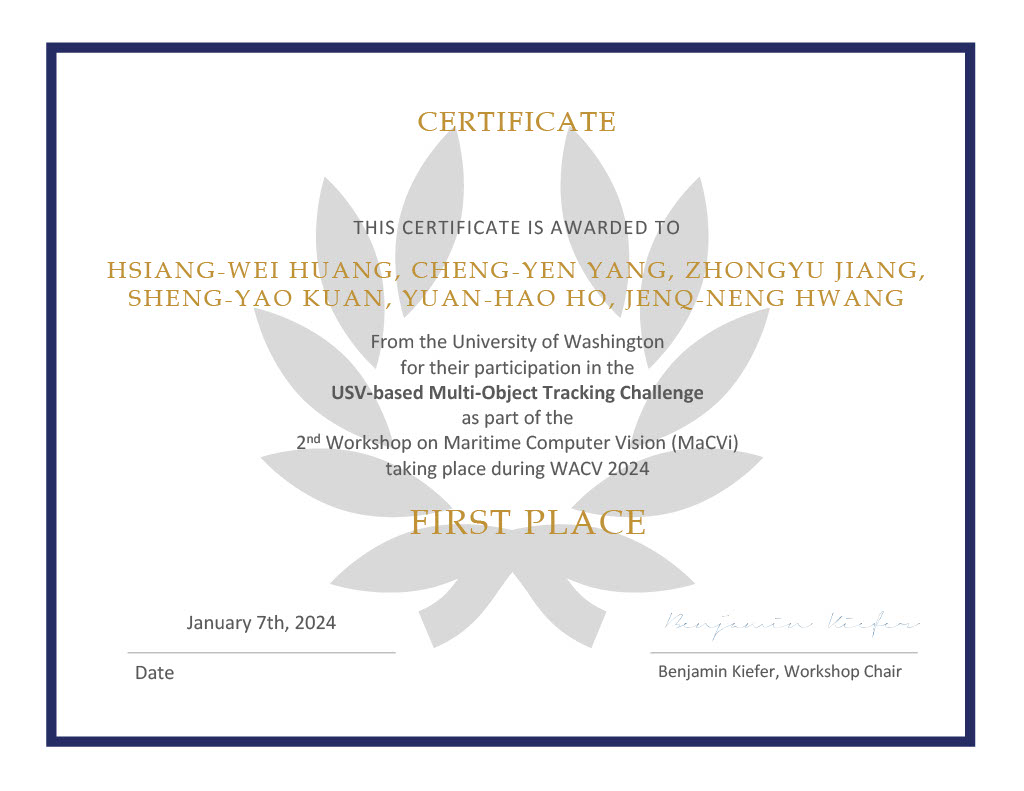 CERTIFICATE
THIS CERTIFICATE IS AWARDED TO
HSIANG-WEI HUANG, CHENG-YEN YANG, ZHONGYU JIANG,
SHENG-YAO KUAN, YUAN-HAO HO, JENQ-NENG HWANG
From the University of Washington
for their participation in the
USV-based Multi-Object Tracking Challenge
as part of the
2nd Workshop on Maritime Computer Vision (MaCVi)
taking place during WACV 2024
FIRST PLACE
January 7th, 2024
Benjamin Kiefer
Date
Benjamin Kiefer, Workshop Chair